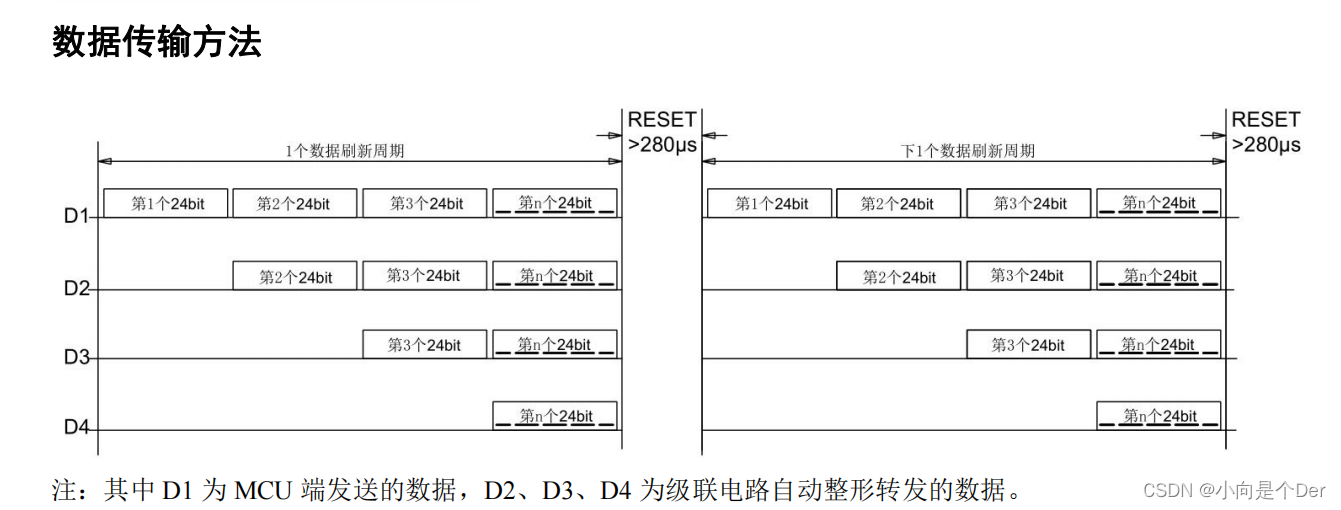 数据传输方法
RESET
>280μs
RESET
>280μs
1个数据刷新周期
下1个数据刷新周期
D1 第1个24bit 第2个24bit 第3个24bit 第n个24bit 第1个24bit 第2个24bit 第3个24bit 第n个24bit
D2 第2个24bit 第3个24bit 第n个24bit 第2个24bit 第3个24bit 第n个24bit
D3 第3个24bit 第n个24bit 第3个24bit 第n个24bit
D4 第n个24bit 第n个24bit
注：其中 D1 为 MCU 端发送的数据，D2、D3、D4 为级联电路自动整形转发的数据。
CSDN @小向是个Der